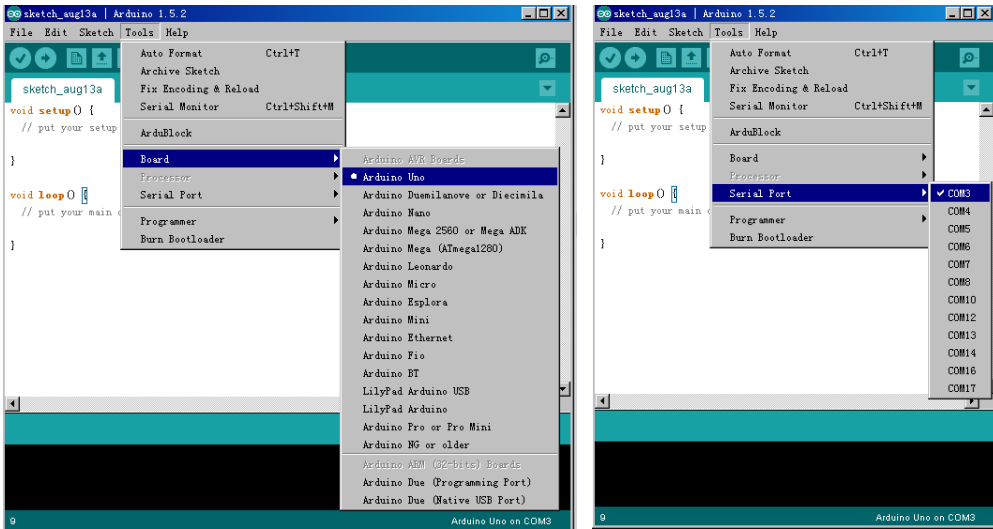 sketch_aug13a | Arduino 1.5.2
File Edit Sketch Tools Help
Auto Format Ctrl+T
Archive Sketch
Fix Encoding & Reload
Serial Monitor Ctrl+Shift+M
ArduBlock
Board
Processor
Serial Port
Programmer
Burn Bootloader
sketch_aug13a
void setup() {
// put your setup
}
void loop() {
// put your main
}
Arduino AVR Boards
Arduino Uno
Arduino Duemilanove or Diecimila
Arduino Nano
Arduino Mega 2560 or Mega ADK
Arduino Mega (ATmega1280)
Arduino Leonardo
Arduino Micro
Arduino Esplora
Arduino Mini
Arduino Ethernet
Arduino Fio
Arduino BT
LilyPad Arduino USB
LilyPad Arduino
Arduino Pro or Pro Mini
Arduino NG or older
Arduino ARM (32-bits) Boards
Arduino Due (Programming Port)
Arduino Due (Native USB Port)
9 Arduino Uno on COM3
sketch_aug13a | Arduino 1.5.2
File Edit Sketch Tools Help
Auto Format Ctrl+T
Archive Sketch
Fix Encoding & Reload
Serial Monitor Ctrl+Shift+M
ArduBlock
Board
Processor
Serial Port
Programmer
Burn Bootloader
sketch_aug13a
void setup() {
// put your setup
}
void loop() {
// put your main
}
COM3
COM4
COM5
COM6
COM7
COM8
COM10
COM12
COM13
COM14
COM16
COM17
9 Arduino Uno on COM3